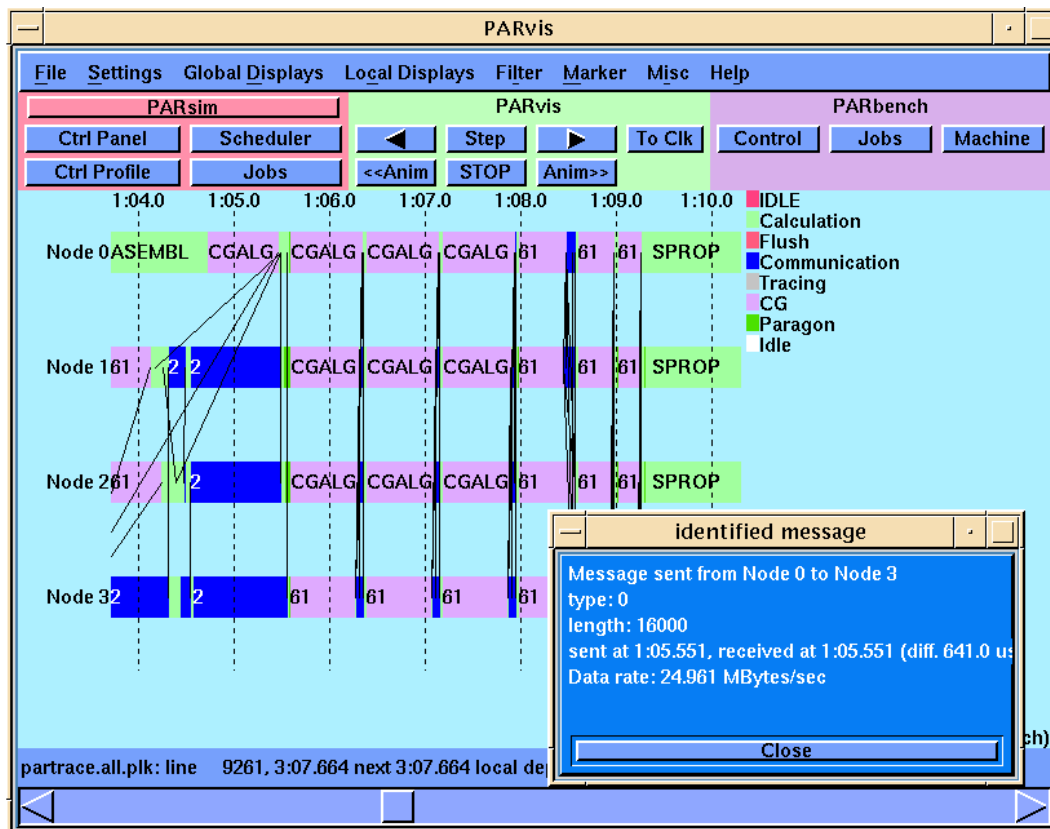 PARvis
File Settings Global Displays Local Displays Filter Marker Misc Help
PARsim PARvis PARbench
Ctrl Panel Scheduler Step To Clk Control Jobs Machine
Ctrl Profile Jobs <<Anim STOP Anim>>
1:04.0 1:05.0 1:06.0 1:07.0 1:08.0 1:09.0 1:10.0
IDLE
Calculation
Flush
Communication
Tracing
CG
Paragon
Idle
Node 0 ASEMBL CGALG CGALG CGALG CGALG 61 61 61 SPROP
Node 1 61 2 2 CGALG CGALG CGALG 61 61 61 SPROP
Node 2 61 2 CGALG CGALG CGALG 61 61 61 SPROP
Node 3 2 2 61 61 61 61
identified message
Message sent from Node 0 to Node 3
type: 0
length: 16000
sent at 1:05.551, received at 1:05.551 (diff. 641.0 us
Data rate: 24.961 MBytes/sec
Close
ch)
partrace.all.plk: line 9261, 3:07.664 next 3:07.664 local de